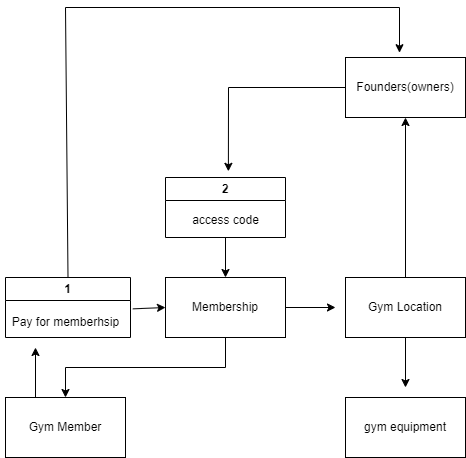 Founders(owners)
2
access code
1
Pay for memberhsip
Membership
Gym Location
Gym Member
gym equipment